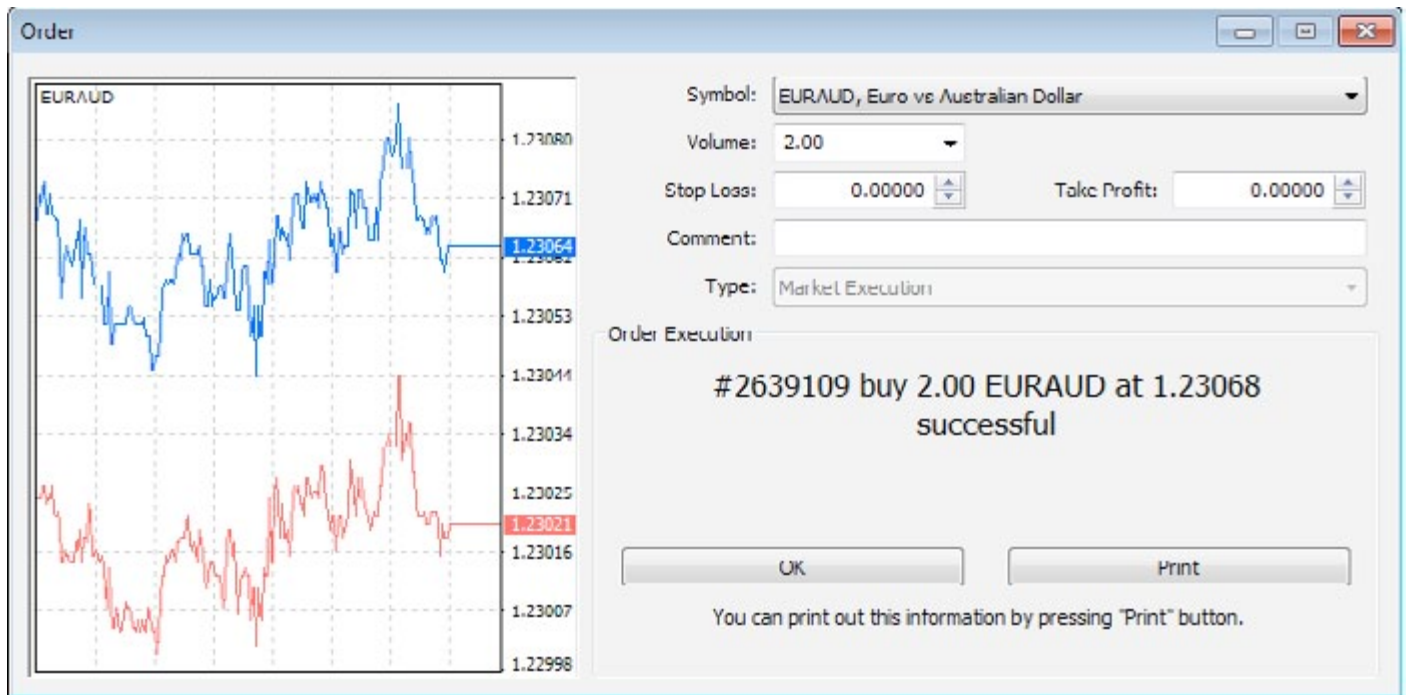 Order
EURAUD
1.23080
1.23071
1.23064
1.23053
1.23044
1.23034
1.23025
1.23021
1.23016
1.23007
1.22998
Symbol: EURAUD, Euro vs Australian Dollar
Volume: 2.00
Stop Loss: 0.00000 Take Profit: 0.00000
Comment:
Type: Market Execution
Order Execution
#2639109 buy 2.00 EURAUD at 1.23068
successful
OK Print
You can print out this information by pressing "Print" button.